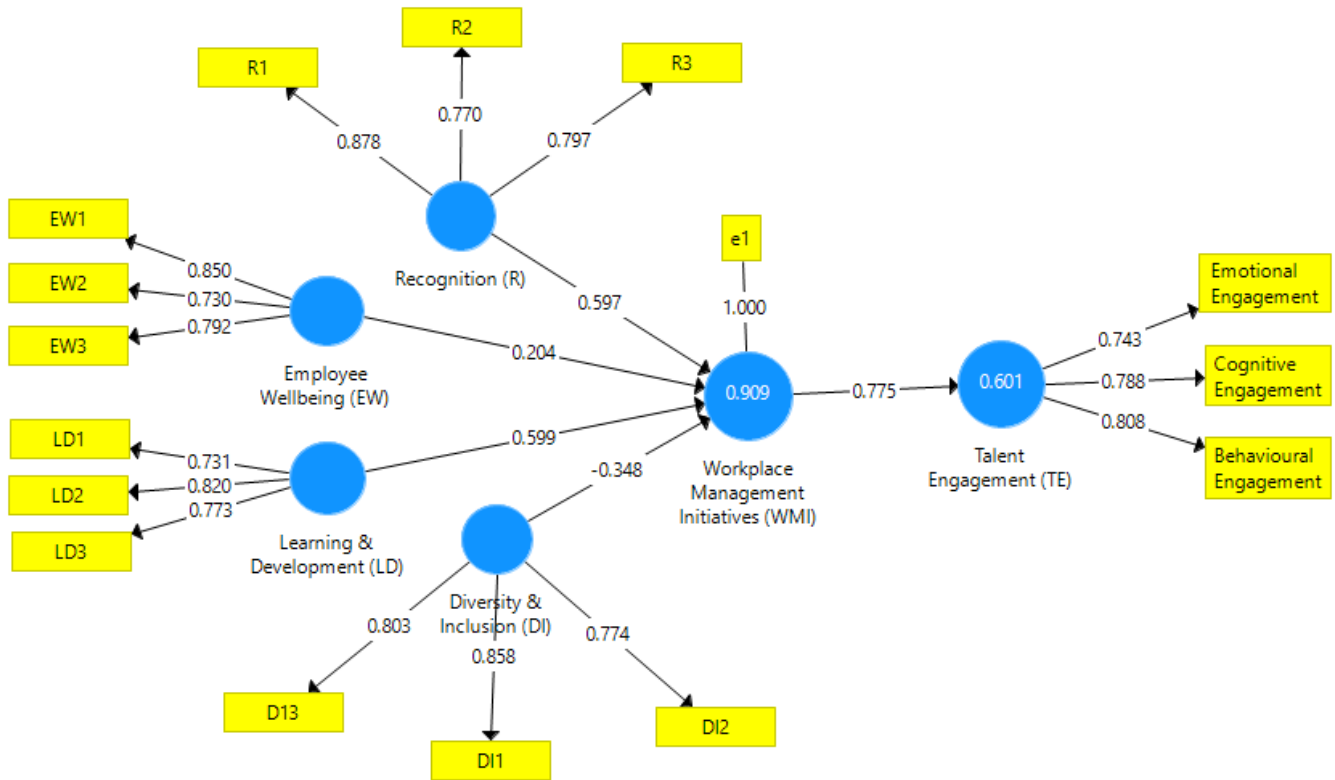 R2
R1
R3
0.878
0.770
0.797
Recognition (R)
EW1
EW2
EW3
0.850
0.730
0.792
Employee
Wellbeing (EW)
0.597
0.204
0.599
-0.348
LD1
LD2
LD3
0.731
0.820
0.773
Learning &
Development (LD)
Diversity &
Inclusion (DI)
0.803
0.858
0.774
D13
DI1
DI2
e1
1.000
0.909
Workplace
Management
Initiatives (WMI)
0.775
0.601
Talent
Engagement (TE)
0.743
0.788
0.808
Emotional
Engagement
Cognitive
Engagement
Behavioural
Engagement